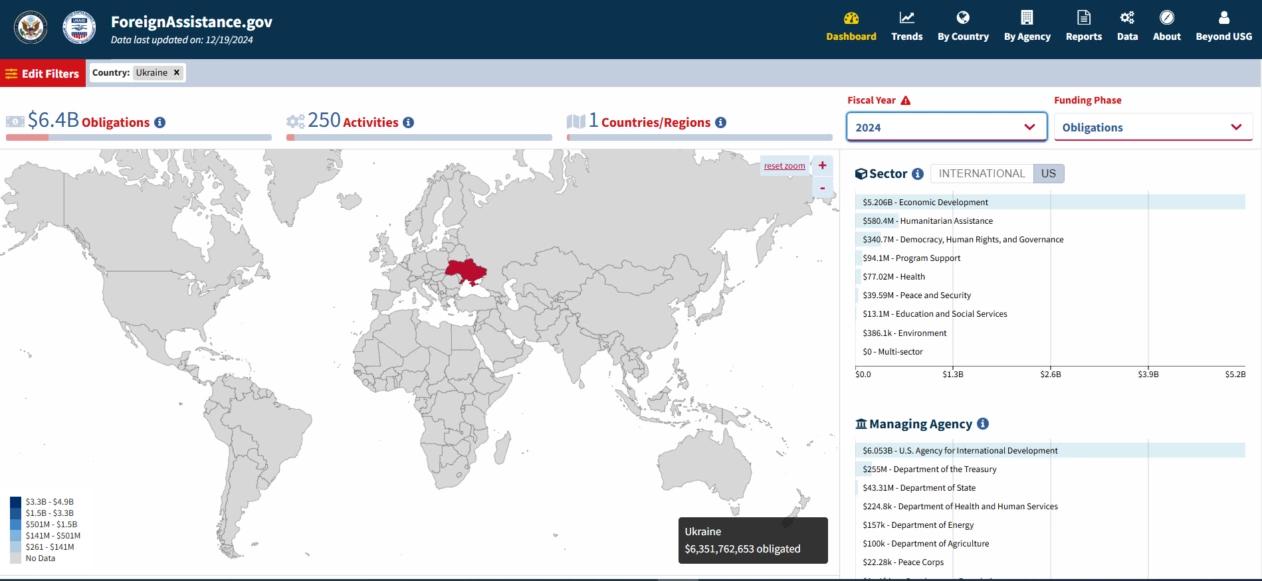 ForeignAssistance.gov
Data last updated on: 12/19/2024
Dashboard Trends By Country By Agency Reports Data About Beyond USG
Edit Filters Country: Ukraine ×
$6.4B Obligations
250 Activities
1 Countries/Regions
Fiscal Year
2024
Funding Phase
Obligations
reset zoom
+
-
$3.3B - $4.9B
$1.5B - $3.3B
$501M - $1.5B
$141M - $501M
$261 - $141M
No Data
Ukraine
$6,351,762,653 obligated
Sector INTERNATIONAL US
$5.206B - Economic Development
$580.4M - Humanitarian Assistance
$340.7M - Democracy, Human Rights, and Governance
$94.1M - Program Support
$77.02M - Health
$39.59M - Peace and Security
$13.1M - Education and Social Services
$386.1k - Environment
$0 - Multi-sector
$0.0 $1.3B $2.6B $3.9B $5.2B
Managing Agency
$6.053B - U.S. Agency for International Development
$255M - Department of the Treasury
$43.31M - Department of State
$224.8k - Department of Health and Human Services
$157k - Department of Energy
$100k - Department of Agriculture
$22.28k - Peace Corps